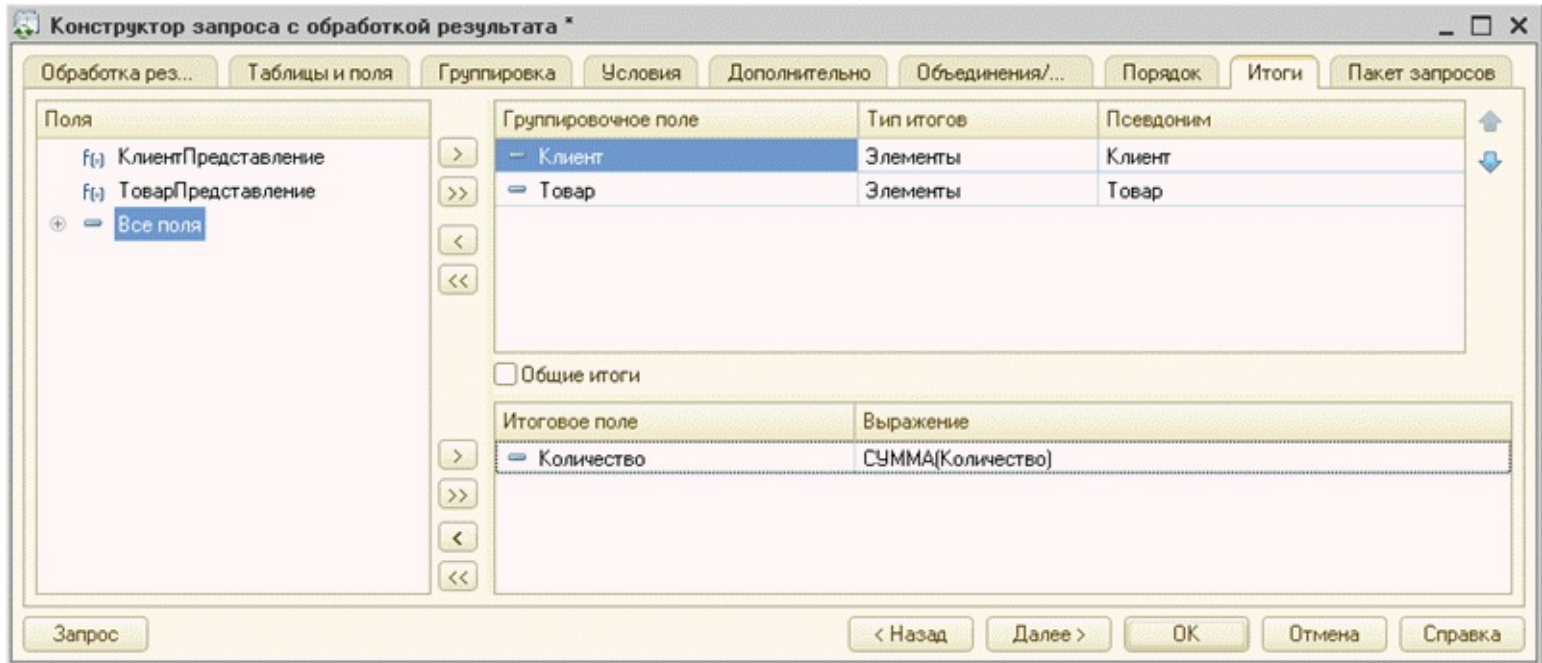 Конструктор запроса с обработкой результата *
Обработка рез... Таблицы и поля Группировка Условия Дополнительно Объединения/... Порядок Итоги Пакет запросов
Поля Группировочное поле Тип итогов Псевдоним
КлиентПредставление > Клиент Элементы Клиент
ТоварПредставление >> Товар Элементы Товар
Все поля <
<<
Общие итоги
Итоговое поле Выражение
> Количество СУММА(Количество)
>>
<
<<
Запрос < Назад Далее > ОК Отмена Справка